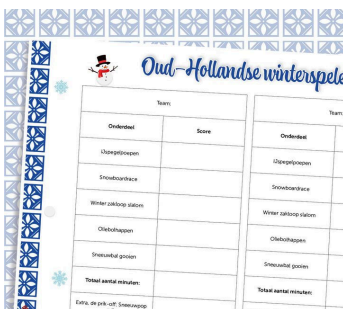 Oud-Hollandse winterspele
Team:
Onderdeel Score
IJspegelpoepen
Snowboardrace
Winter zakloop slalom
Oliebolhappen
Sneeuwbal gooien
Totaal aantal minuten:
Extra, de prik-off: Sneeuwpop
Team
Onderdeel
IJspegelpoepen
Snowboardrace
Winter zakloop slalom
Oliebolhappen
Sneeuwbal gooien
Totaal aantal minuten: